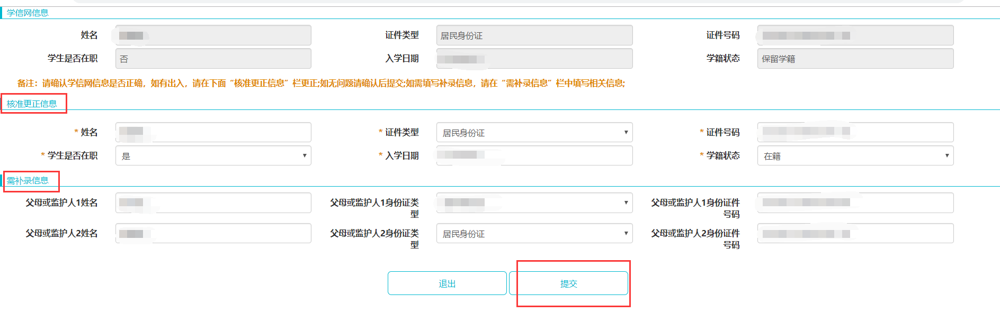 学信网信息
姓名 证件类型 居民身份证 证件号码
学生是否在职 否 入学日期 学籍状态 保留学籍
备注：请确认学信网信息是否正确，如有出入，请在下面“核准更正信息”栏更正;如无问题请确认后提交;如需填写补录信息，请在“需补录信息”栏中填写相关信息;
核准更正信息
* 姓名 * 证件类型 居民身份证 * 证件号码
* 学生是否在职 是 * 入学日期 * 学籍状态 在籍
需补录信息
父母或监护人1姓名 父母或监护人1身份证类型 父母或监护人1身份证件号码
父母或监护人2姓名 父母或监护人2身份证类型 居民身份证 父母或监护人2身份证件号码
退出 提交